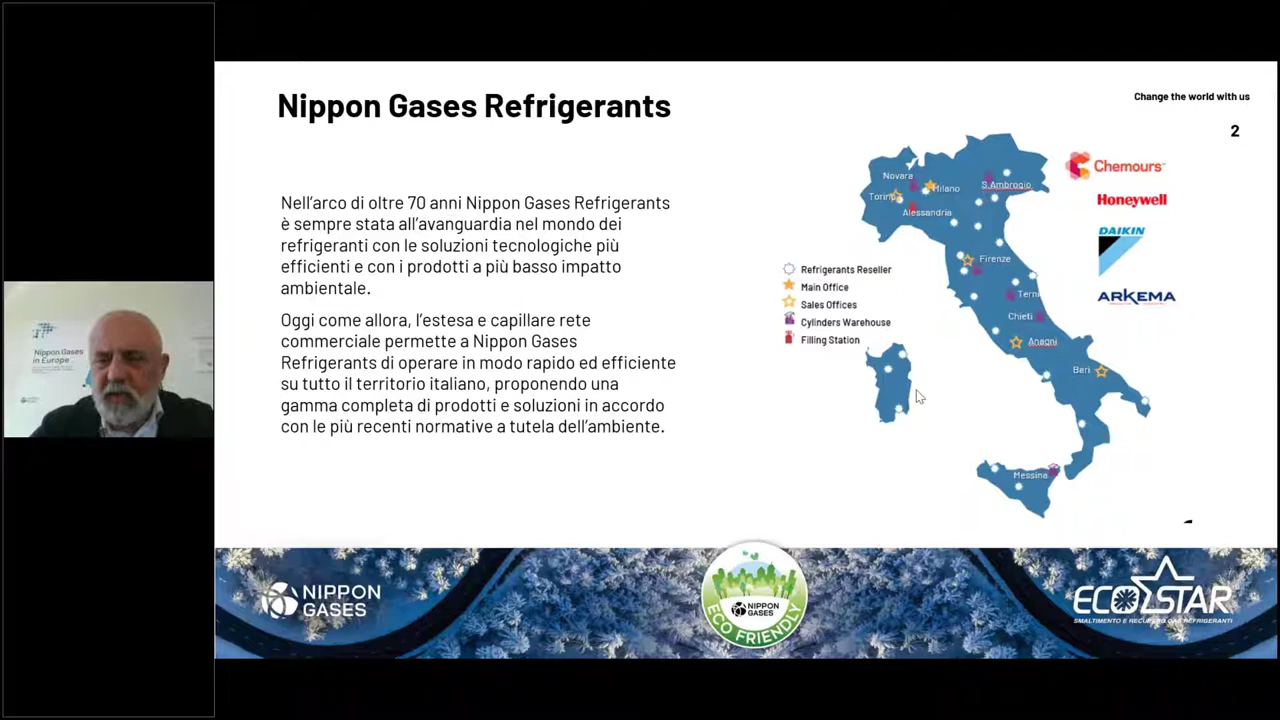 Nippon Gases Refrigerants
Change the world with us
2
Nell'arco di oltre 70 anni Nippon Gases Refrigerants
è sempre stata all'avanguardia nel mondo dei
refrigeranti con le soluzioni tecnologiche più
efficienti e con i prodotti a più basso impatto
ambientale.
Oggi come allora, l'estesa e capillare rete
commerciale permette a Nippon Gases
Refrigerants di operare in modo rapido ed efficiente
su tutto il territorio italiano, proponendo una
gamma completa di prodotti e soluzioni in accordo
con le più recenti normative a tutela dell'ambiente.
Refrigerants Reseller
Main Office
Sales Offices
Cylinders Warehouse
Filling Station
Novara
Milano
S.Ambrogio
Torino
Alessandria
Firenze
Terni
Chieti
Anagni
Beri
Messina
Chemours™
Honeywell
DAIKIN
ARKEMA
Nippon Gases
in Europe
NIPPON
GASES
NIPPON
GASES
ECO FRIENDLY
ECOLSTAR
SMALTIMENTO E RECUPERO GAS REFRIGERANTI